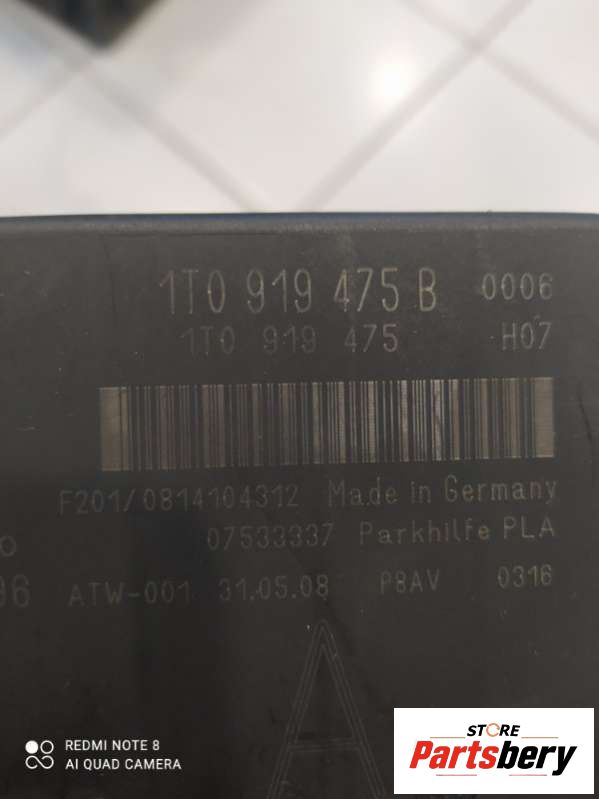 1T0 919 475 B 0006
1T0 919 475 H07
F201/0814104312 Made in Germany
07533337 Parkhilfe PLA
ATW-001 31.05.08 P8AV 0316
A
REDMI NOTE 8
AI QUAD CAMERA
STORE
Partsbery